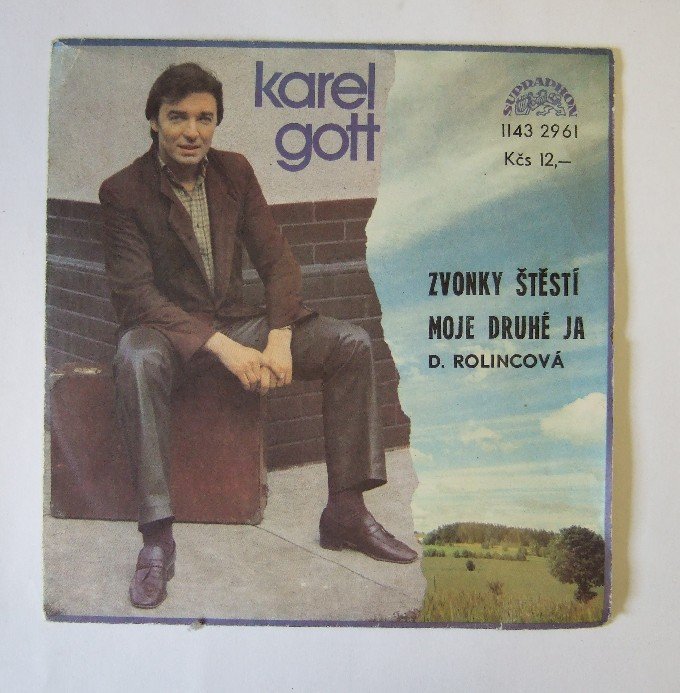 karel
gott
SUPRAPHON
1143 2961
Kčs 12,—
ZVONKY ŠTĚSTÍ
MOJE DRUHÉ JA
D. ROLINCOVÁ